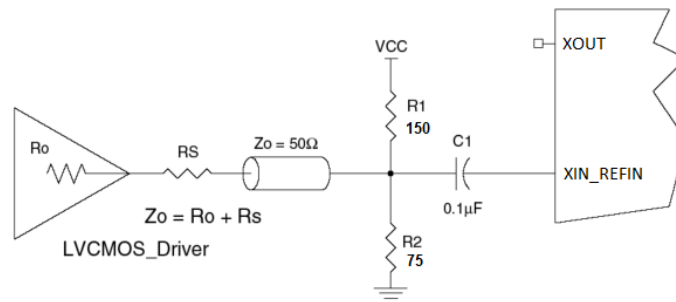 VCC
XOUT
R1
150
C1
Ro
RS
Zo = 50Ω
XIN_REFIN
0.1µF
Zo = Ro + Rs
R2
75
LVCMOS_Driver